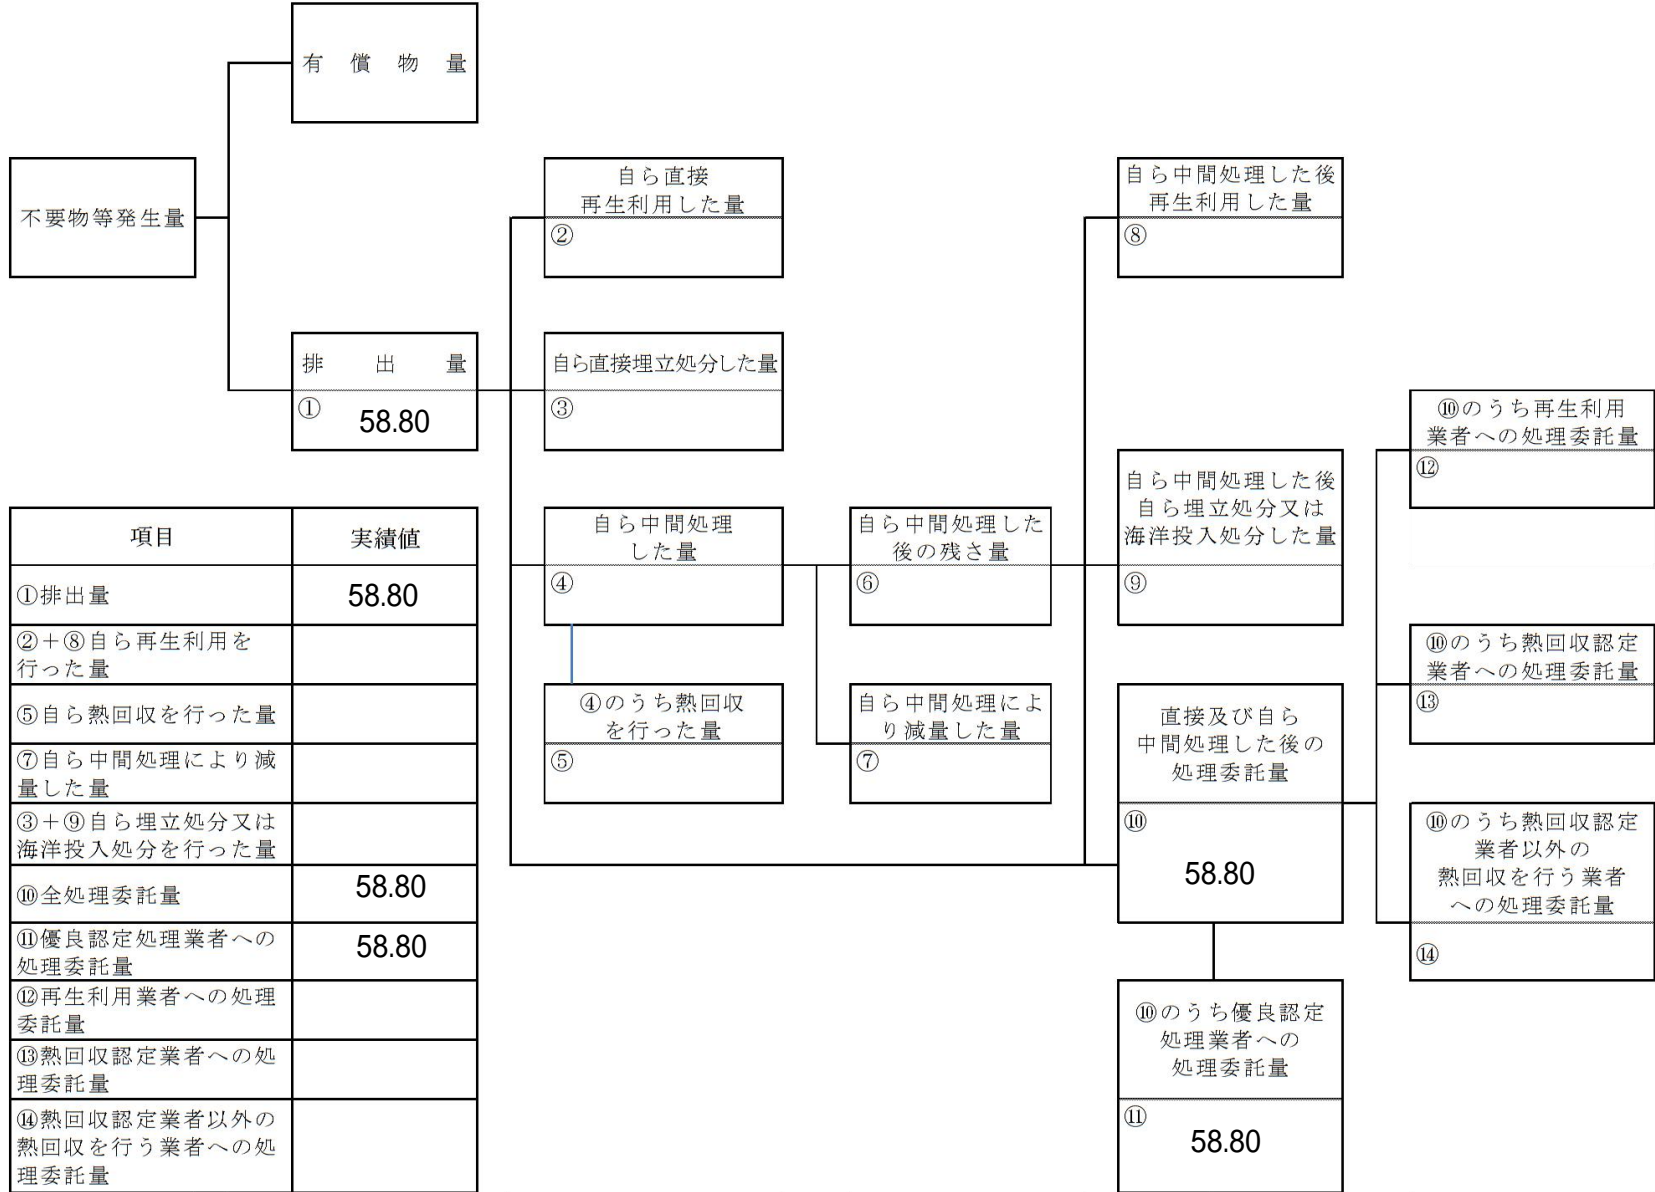 有償物量
不要物等発生量
排出量
①
58.80
自ら直接
再生利用した量
②
自ら直接埋立処分した量
③
自ら中間処理
した量
④
④のうち熱回収
を行った量
⑤
自ら中間処理した
後の残さ量
⑥
自ら中間処理によ
り減量した量
⑦
自ら中間処理した後
再生利用した量
⑧
自ら中間処理した後
自ら埋立処分又は
海洋投入処分した量
⑨
直接及び自ら
中間処理した後の
処理委託量
⑩
58.80
⑩のうち優良認定
処理業者への
処理委託量
⑪
58.80
⑩のうち再生利用
業者への処理委託量
⑫
⑩のうち熱回収認定
業者への処理委託量
⑬
⑩のうち熱回収認定
業者以外の
熱回収を行う業者
への処理委託量
⑭
項目 実績値
①排出量 58.80
②＋⑧自ら再生利用を
行った量
⑤自ら熱回収を行った量
⑦自ら中間処理により減
量した量
③＋⑨自ら埋立処分又は
海洋投入処分を行った量
⑩全処理委託量 58.80
⑪優良認定処理業者への
処理委託量 58.80
⑫再生利用業者への処理
委託量
⑬熱回収認定業者への処
理委託量
⑭熱回収認定業者以外の
熱回収を行う業者への処
理委託量